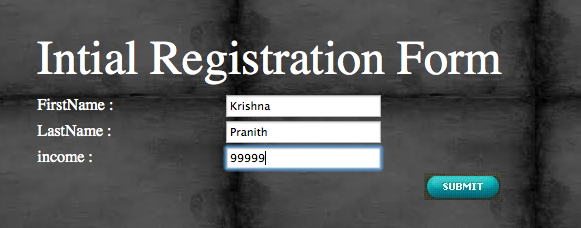 Intial Registration Form
FirstName : Krishna
LastName : Pranith
income : 99999
SUBMIT